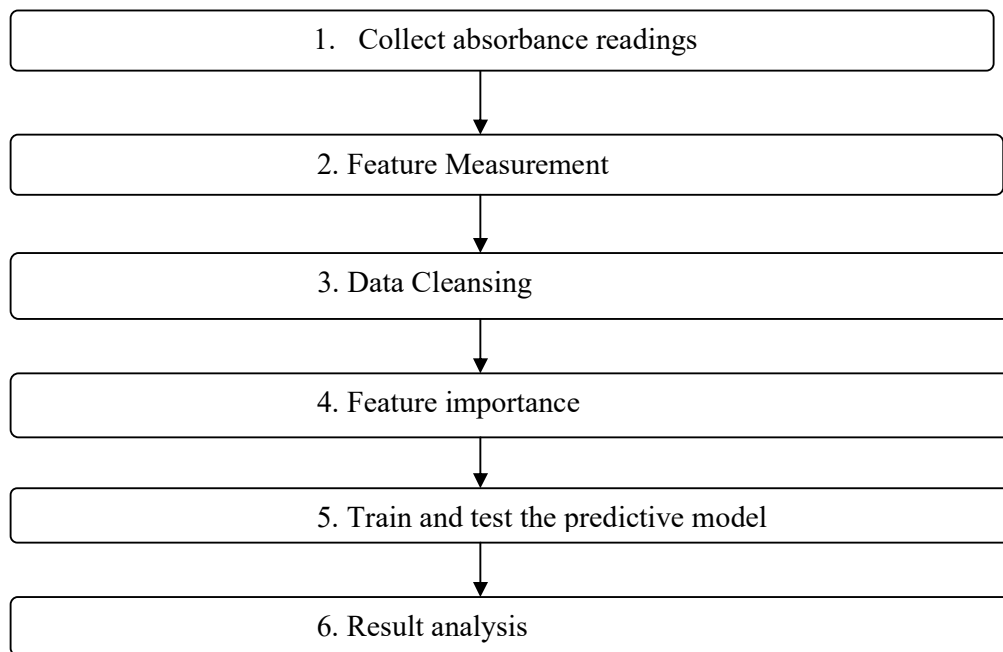 1. Collect absorbance readings
2. Feature Measurement
3. Data Cleansing
4. Feature importance
5. Train and test the predictive model
6. Result analysis